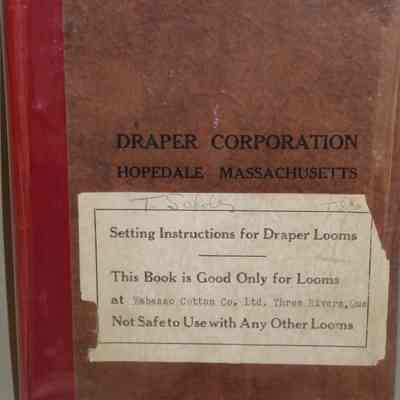 DRAPER CORPORATION
HOPEDALE MASSACHUSETTS
Setting Instructions for Draper Looms
This Book is Good Only for Looms
at Wabasso Cotton Co. Ltd. Three Rivers, Que
Not Safe to Use with Any Other Looms